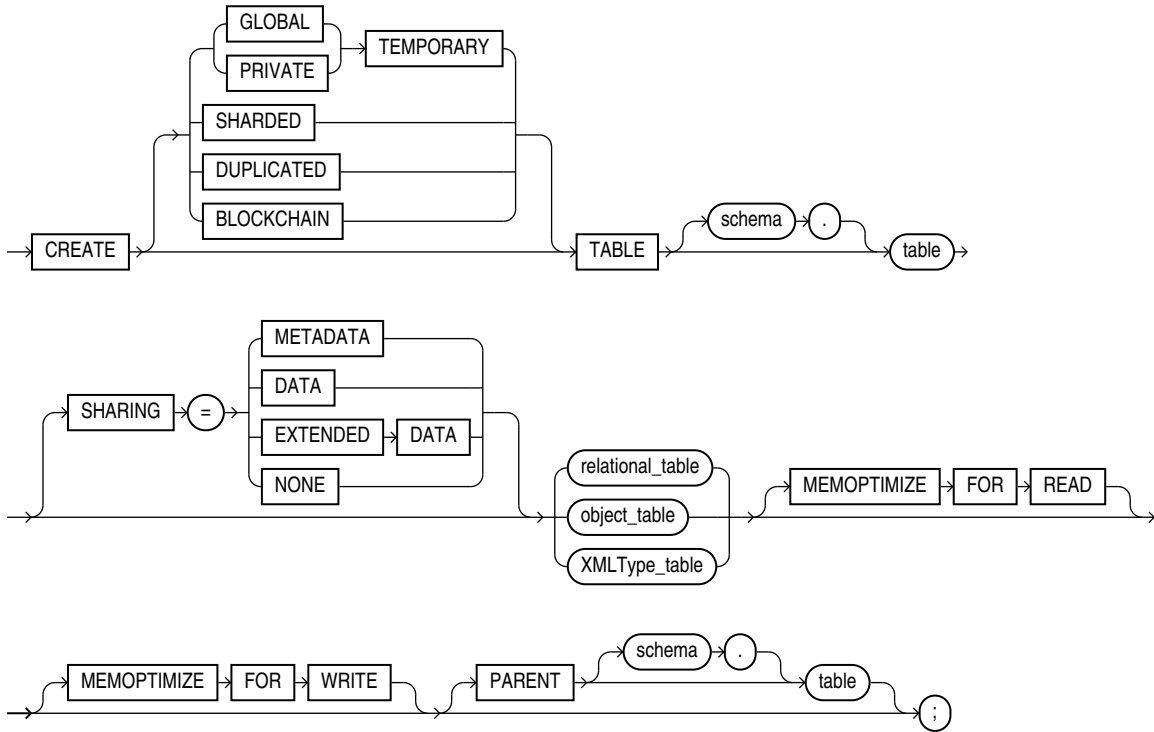 GLOBAL
PRIVATE
TEMPORARY
SHARDED
DUPLICATED
BLOCKCHAIN
CREATE TABLE schema . table
METADATA
SHARING = DATA
EXTENDED DATA
NONE
relational_table
object_table
XMLType_table
MEMOPTIMIZE FOR READ
MEMOPTIMIZE FOR WRITE PARENT schema . table ;